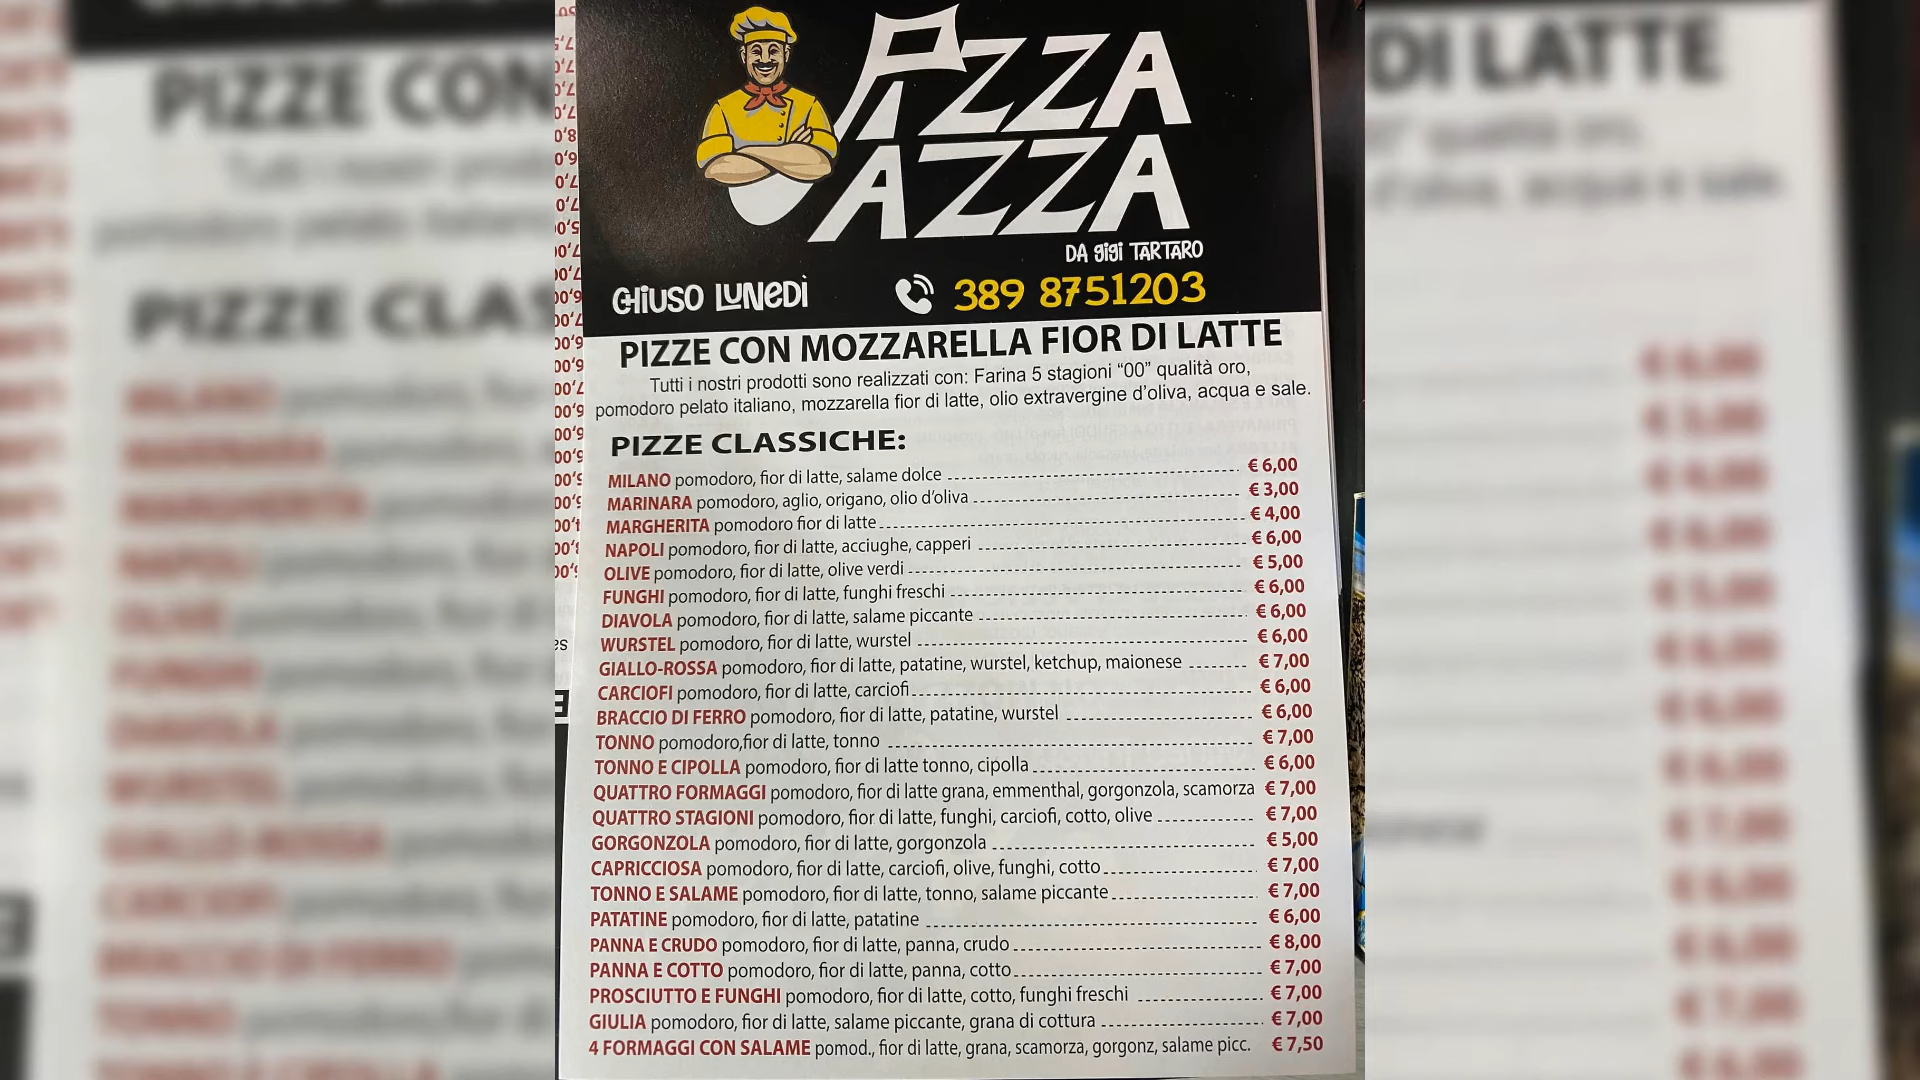 PIZZA
PAZZA
DA GIGI TARTARO
CHIUSO LUNEDÌ 389 8751203
PIZZE CON MOZZARELLA FIOR DI LATTE
Tutti i nostri prodotti sono realizzati con: Farina 5 stagioni “00” qualità oro,
pomodoro pelato italiano, mozzarella fior di latte, olio extravergine d’oliva, acqua e sale.
PIZZE CLASSICHE:
MILANO pomodoro, fior di latte, salame dolce € 6,00
MARINARA pomodoro, aglio, origano, olio d’oliva € 3,00
MARGHERITA pomodoro fior di latte € 4,00
NAPOLI pomodoro, fior di latte, acciughe, capperi € 6,00
OLIVE pomodoro, fior di latte, olive verdi € 5,00
FUNGHI pomodoro, fior di latte, funghi freschi € 6,00
DIAVOLA pomodoro, fior di latte, salame piccante € 6,00
WURSTEL pomodoro, fior di latte, wurstel € 6,00
GIALLO-ROSSA pomodoro, fior di latte, patatine, wurstel, ketchup, maionese € 7,00
CARCIOFI pomodoro, fior di latte, carciofi € 6,00
BRACCIO DI FERRO pomodoro, fior di latte, patatine, wurstel € 6,00
TONNO pomodoro,fior di latte, tonno € 7,00
TONNO E CIPOLLA pomodoro, fior di latte tonno, cipolla € 6,00
QUATTRO FORMAGGI pomodoro, fior di latte grana, emmenthal, gorgonzola, scamorza € 7,00
QUATTRO STAGIONI pomodoro, fior di latte, funghi, carciofi, cotto, olive € 7,00
GORGONZOLA pomodoro, fior di latte, gorgonzola € 5,00
CAPRICCIOSA pomodoro, fior di latte, carciofi, olive, funghi, cotto € 7,00
TONNO E SALAME pomodoro, fior di latte, tonno, salame piccante € 7,00
PATATINE pomodoro, fior di latte, patatine € 6,00
PANNA E CRUDO pomodoro, fior di latte, panna, crudo € 8,00
PANNA E COTTO pomodoro, fior di latte, panna, cotto € 7,00
PROSCIUTTO E FUNGHI pomodoro, fior di latte, cotto, funghi freschi € 7,00
GIULIA pomodoro, fior di latte, salame piccante, grana di cottura € 7,00
4 FORMAGGI CON SALAME pomod., fior di latte, grana, scamorza, gorgonz, salame picc. € 7,50